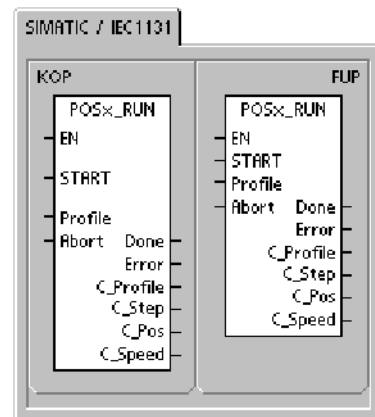 SIMATIC / IEC1131
KOP
POSx_RUN
EN
START
Profile
Abort Done
Error
C_Profile
C_Step
C_Pos
C_Speed
FUP
POSx_RUN
EN
START
Profile
Abort Done
Error
C_Profile
C_Step
C_Pos
C_Speed